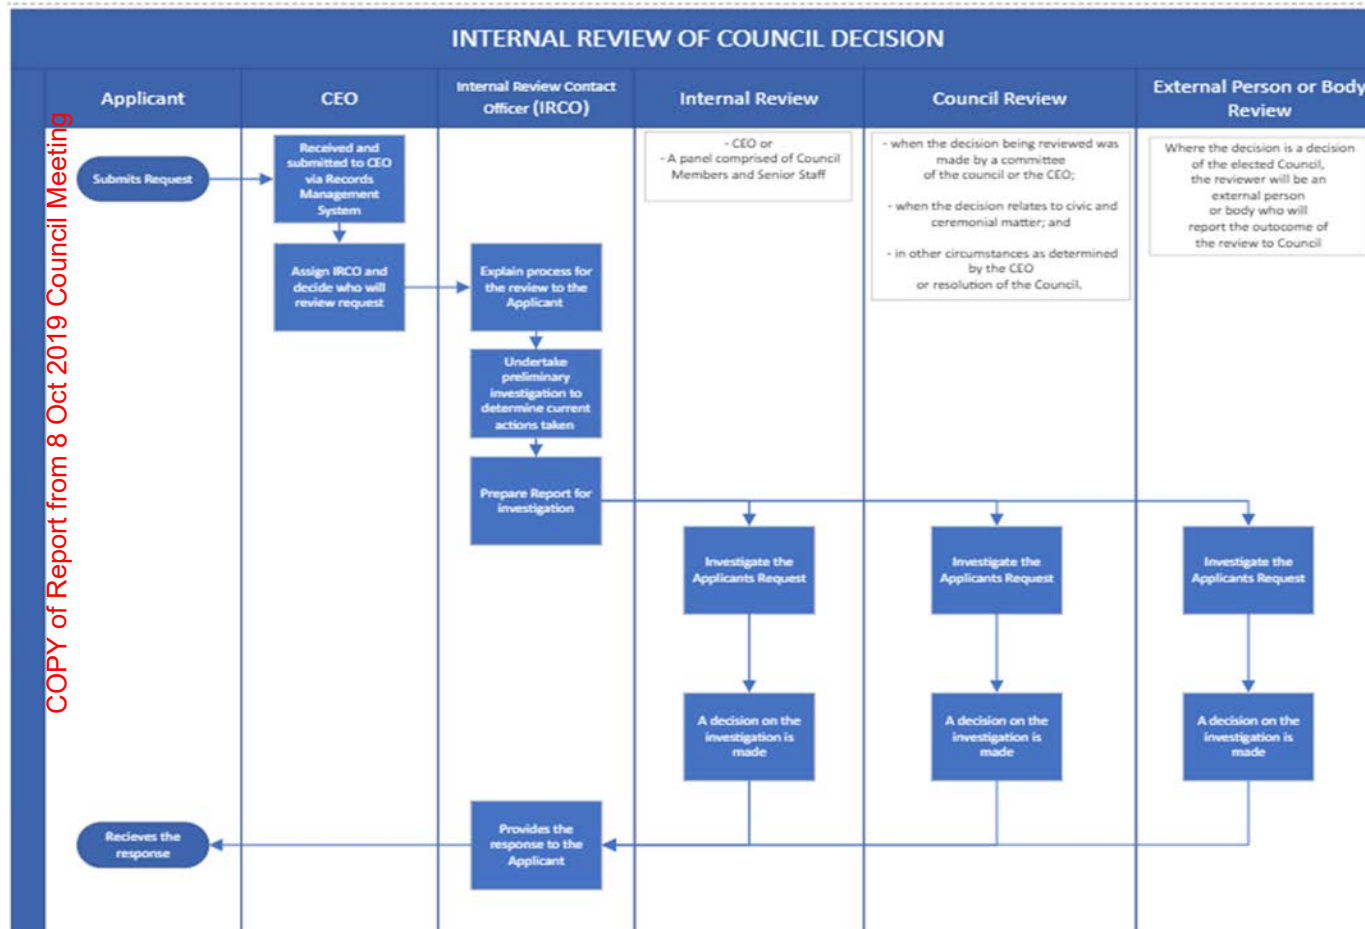 INTERNAL REVIEW OF COUNCIL DECISION
Applicant
CEO
Internal Review Contact
Officer (IRCO)
Internal Review
Council Review
External Person or Body
Review
COPY of Report from 8 Oct 2019 Council Meeting
Submits Request
Received and
submitted to CEO
via Records
Management
System
- CEO or
- A panel comprised of Council
Members and Senior Staff
- when the decision being reviewed was
made by a committee
of the council or the CEO;
- when the decision relates to civic and
ceremonial matter; and
- in other circumstances as determined
by the CEO
or resolution of the Council.
Where the decision is a decision
of the elected Council,
the reviewer will be an
external person
or body who will
report the outocome of
the review to Council
Assign IRCO and
decide who will
review request
Explain process for
the review to the
Applicant
Undertake
preliminary
investigation to
determine current
actions taken
Prepare Report for
investigation
Investigate the
Applicants Request
Investigate the
Applicants Request
Investigate the
Applicants Request
A decision on the
investigation is
made
A decision on the
investigation is
made
A decision on the
investigation is
made
Provides the
response to the
Applicant
Recieves the
response